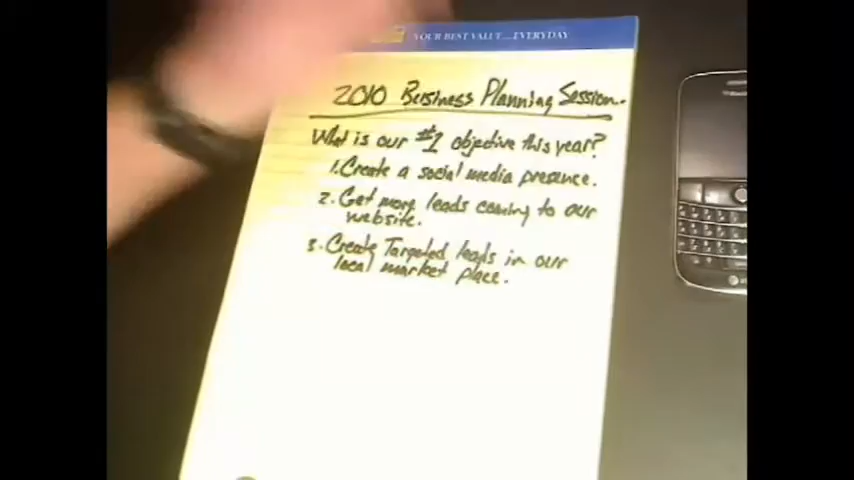 YOUR BEST VALUE...EVERYDAY
2010 Business Planning Session.
What is our #1 objective this year?
1. Create a social media presence.
2. Get more leads coming to our
website.
3. Create Targeted leads in our
local market place.